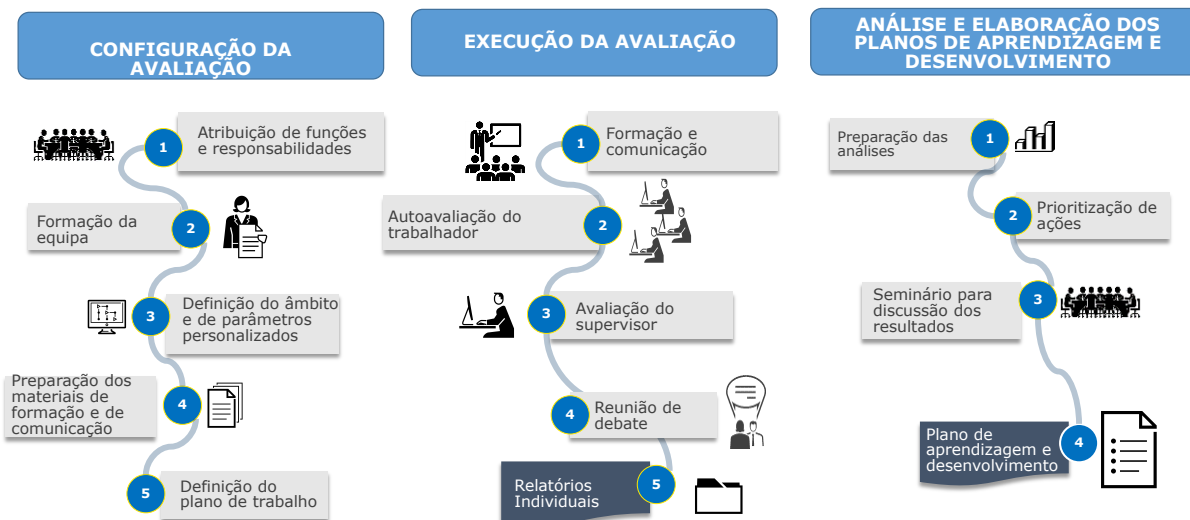 CONFIGURAÇÃO DA
AVALIAÇÃO
1
Atribuição de funções
e responsabilidades
Formação da
equipa
2
3
Definição do âmbito
e de parâmetros
personalizados
Preparação dos
materiais de
formação e de
comunicação
4
5
Definição do
plano de trabalho
EXECUÇÃO DA AVALIAÇÃO
1
Formação e
comunicação
Autoavaliação do
trabalhador
2
3
Avaliação do
supervisor
4
Reunião de
debate
Relatórios
Individuais
5
ANÁLISE E ELABORAÇÃO DOS
PLANOS DE APRENDIZAGEM E
DESENVOLVIMENTO
Preparação das
análises
1
2
Prioritização de
ações
Seminário para
discussão dos
resultados
3
Plano de
aprendizagem e
desenvolvimento
4